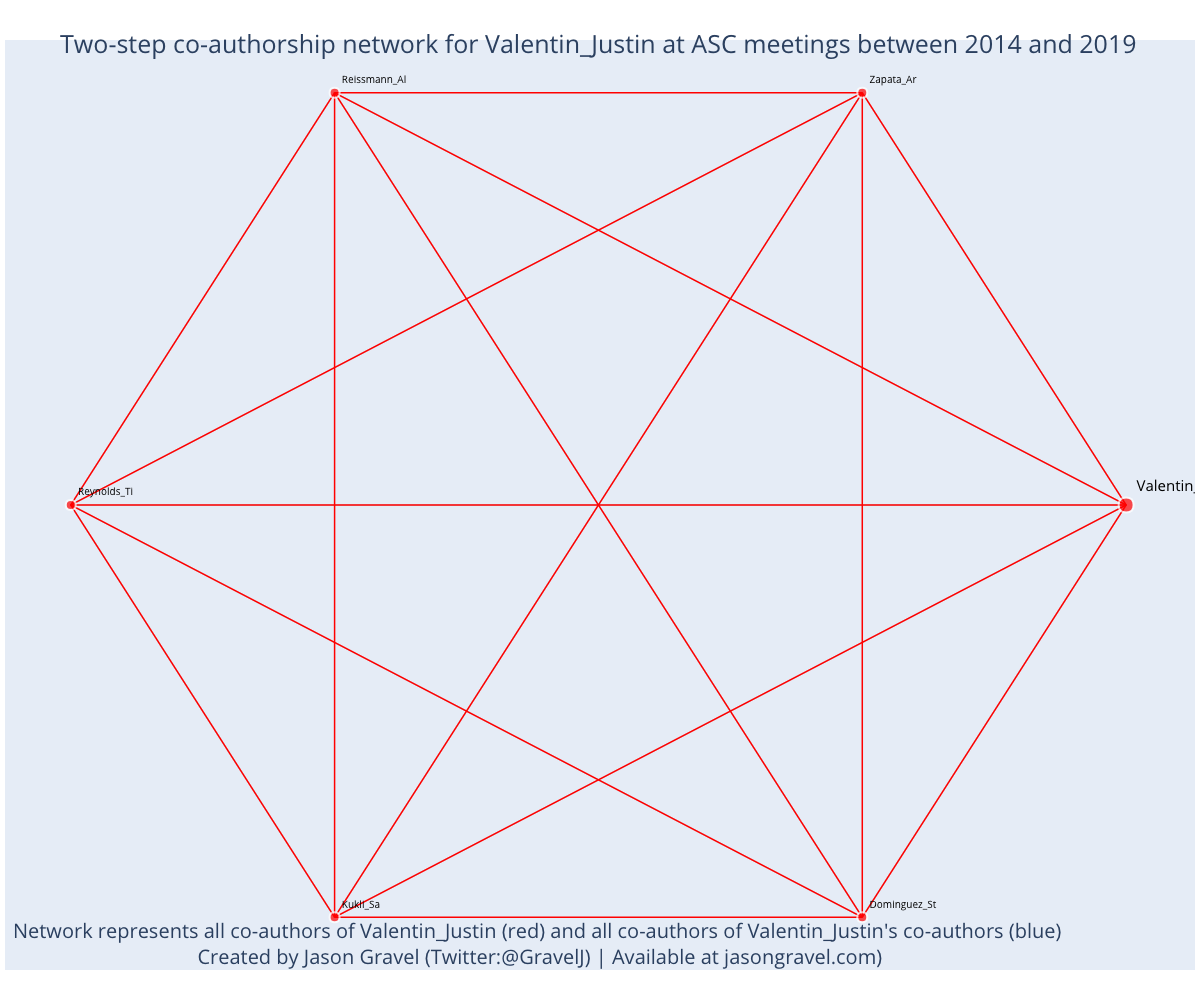 Two-step co-authorship network for Valentin_Justin at ASC meetings between 2014 and 2019
Reissmann_Al
Zapata_Ar
Valentin_
Reynolds_Ti
Kukli_Sa
Dominguez_St
Network represents all co-authors of Valentin_Justin (red) and all co-authors of Valentin_Justin's co-authors (blue)
Created by Jason Gravel (Twitter:@GravelJ) | Available at jasongravel.com)